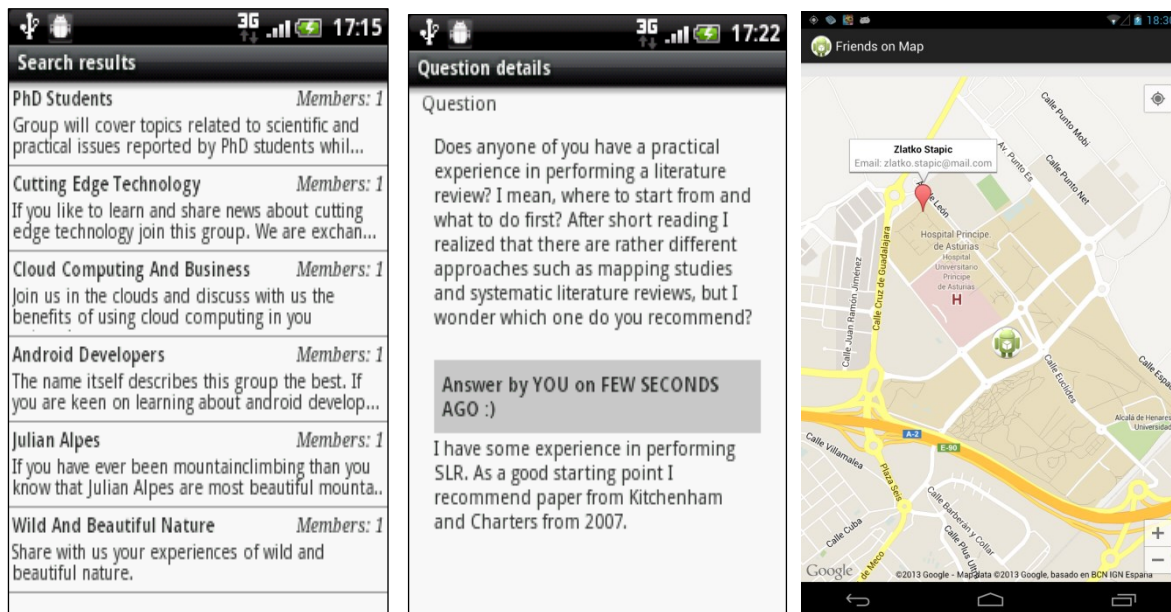 3G 17:15
Search results
PhD Students Members: 1
Group will cover topics related to scientific and
practical issues reported by PhD students whil...
Cutting Edge Technology Members: 1
If you like to learn and share news about cutting
edge technology join this group. We are exchan...
Cloud Computing And Business Members: 1
Join us in the clouds and discuss with us the
benefits of using cloud computing in you
Android Developers Members: 1
The name itself describes this group the best. If
you are keen on learning about android develop...
Julian Alpes Members: 1
If you have ever been mountainclimbing than you
know that Julian Alpes are most beautiful mounta..
Wild And Beautiful Nature Members: 1
Share with us your experiences of wild and
beautiful nature.
3G 17:22
Question details
Question
Does anyone of you have a practical
experience in performing a literature
review? I mean, where to start from and
what to do first? After short reading I
realized that there are rather different
approaches such as mapping studies
and systematic literature reviews, but I
wonder which one do you recommend?
Answer by YOU on FEW SECONDS
AGO :)
I have some experience in performing
SLR. As a good starting point I
recommend paper from Kitchenham
and Charters from 2007.
18:30
Friends on Map
Calle Punto Mobi
Av. Punto Es
Calle Punto Net
Zlatko Stapic
Email: zlatko.stapic@mail.com
de León
Hospital Principe
de Asturias
Hospital
Universitario
Principe
de Asturias
H
Calle Cruz de Guadalajara
Calle Juan Ramón Jiménez
Calle Euclides
Calle Espa
Alcalá de Henares
Universidad
A-2
E-90
Calle Villamalea
Plaza Seis
Calle Barberán y Collar
Calle Cuba
Calle Plus Ultra
de Meco
+
−
Google
©2013 Google - Map data ©2013 Google, basado en BCN IGN España